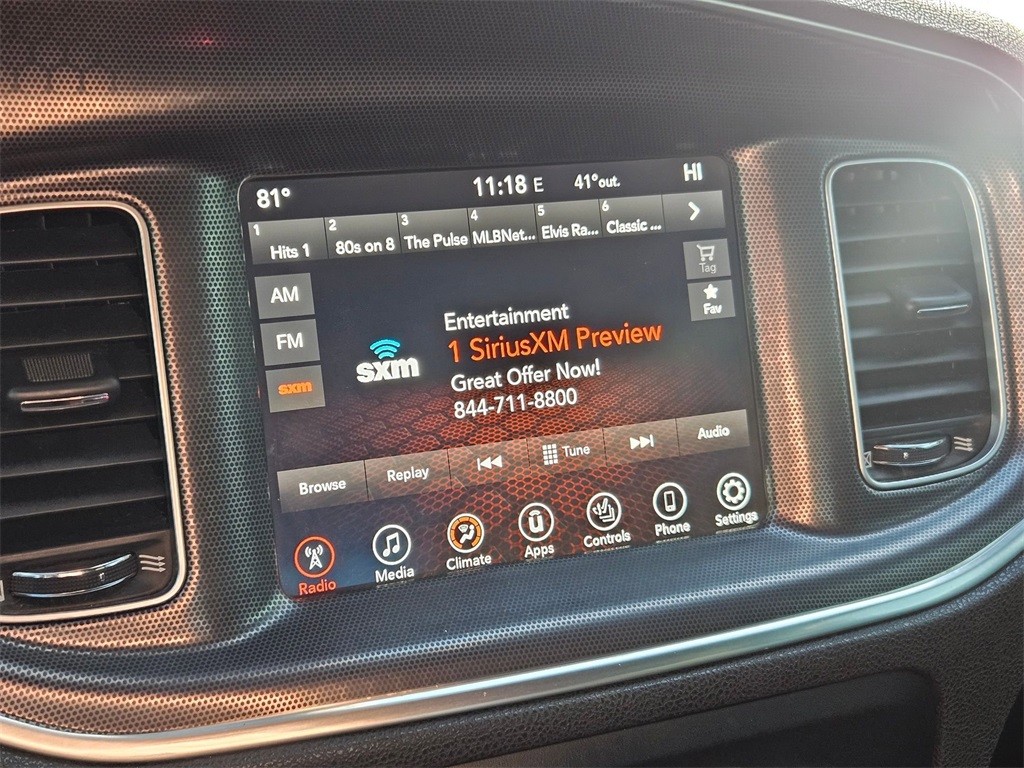 81° 11:18 E 41°out. HI
1 Hits 1 2 80s on 8 3 The Pulse 4 MLBNet... 5 Elvis Ra... 6 Classic ...
AM
FM
sxm
Tag
Fav
sxm
Entertainment
1 SiriusXM Preview
Great Offer Now!
844-711-8800
Browse Replay Tune Audio
Radio Media Climate Apps Controls Phone Settings